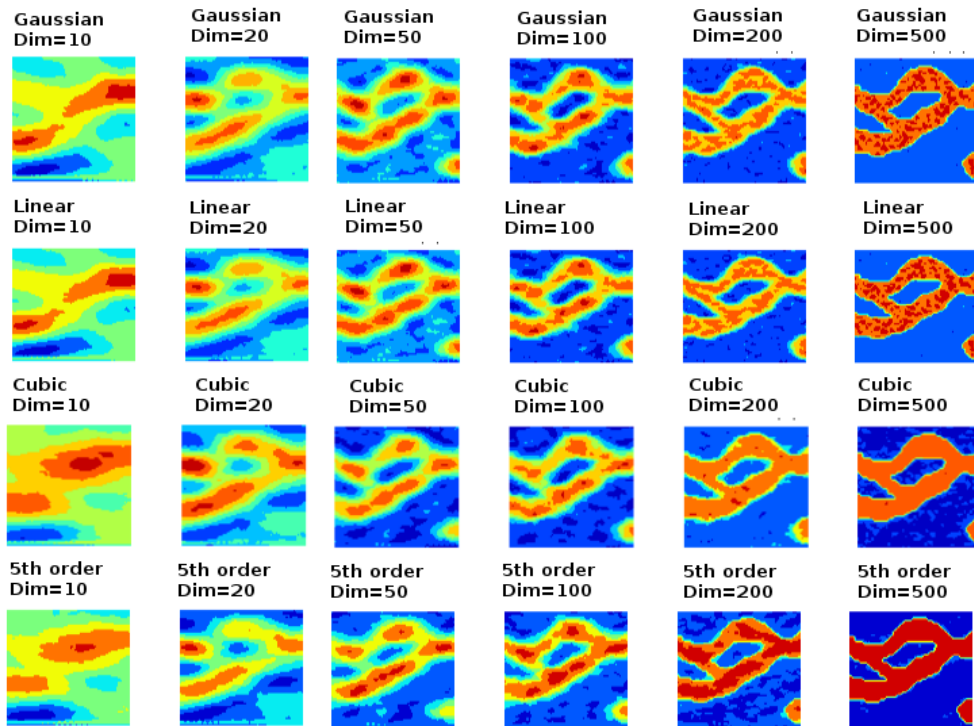 Gaussian
Dim=10
Gaussian
Dim=20
Gaussian
Dim=50
Gaussian
Dim=100
Gaussian
Dim=200
Gaussian
Dim=500
Linear
Dim=10
Linear
Dim=20
Linear
Dim=50
Linear
Dim=100
Linear
Dim=200
Linear
Dim=500
Cubic
Dim=10
Cubic
Dim=20
Cubic
Dim=50
Cubic
Dim=100
Cubic
Dim=200
Cubic
Dim=500
5th order
Dim=10
5th order
Dim=20
5th order
Dim=50
5th order
Dim=100
5th order
Dim=200
5th order
Dim=500